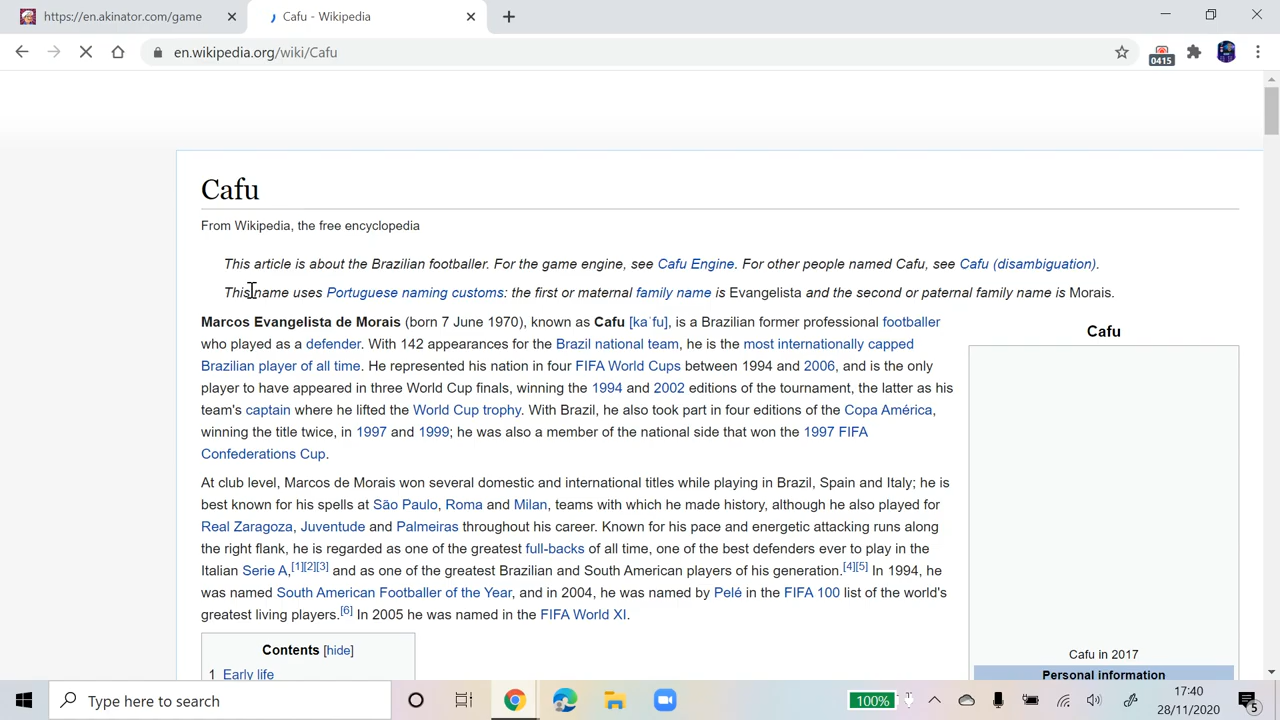 https://en.akinator.com/game
Cafu - Wikipedia
en.wikipedia.org/wiki/Cafu
0415
Cafu
From Wikipedia, the free encyclopedia
This article is about the Brazilian footballer. For the game engine, see Cafu Engine. For other people named Cafu, see Cafu (disambiguation).
This name uses Portuguese naming customs: the first or maternal family name is Evangelista and the second or paternal family name is Morais.
Marcos Evangelista de Morais (born 7 June 1970), known as Cafu [kaˈfu], is a Brazilian former professional footballer
who played as a defender. With 142 appearances for the Brazil national team, he is the most internationally capped
Brazilian player of all time. He represented his nation in four FIFA World Cups between 1994 and 2006, and is the only
player to have appeared in three World Cup finals, winning the 1994 and 2002 editions of the tournament, the latter as his
team's captain where he lifted the World Cup trophy. With Brazil, he also took part in four editions of the Copa América,
winning the title twice, in 1997 and 1999; he was also a member of the national side that won the 1997 FIFA
Confederations Cup.
At club level, Marcos de Morais won several domestic and international titles while playing in Brazil, Spain and Italy; he is
best known for his spells at São Paulo, Roma and Milan, teams with which he made history, although he also played for
Real Zaragoza, Juventude and Palmeiras throughout his career. Known for his pace and energetic attacking runs along
the right flank, he is regarded as one of the greatest full-backs of all time, one of the best defenders ever to play in the
Italian Serie A,[1][2][3] and as one of the greatest Brazilian and South American players of his generation.[4][5] In 1994, he
was named South American Footballer of the Year, and in 2004, he was named by Pelé in the FIFA 100 list of the world's
greatest living players.[6] In 2005 he was named in the FIFA World XI.
Cafu
Cafu in 2017
Personal information
Contents [hide]
1 Early life
Type here to search
100%
17:40
28/11/2020
5